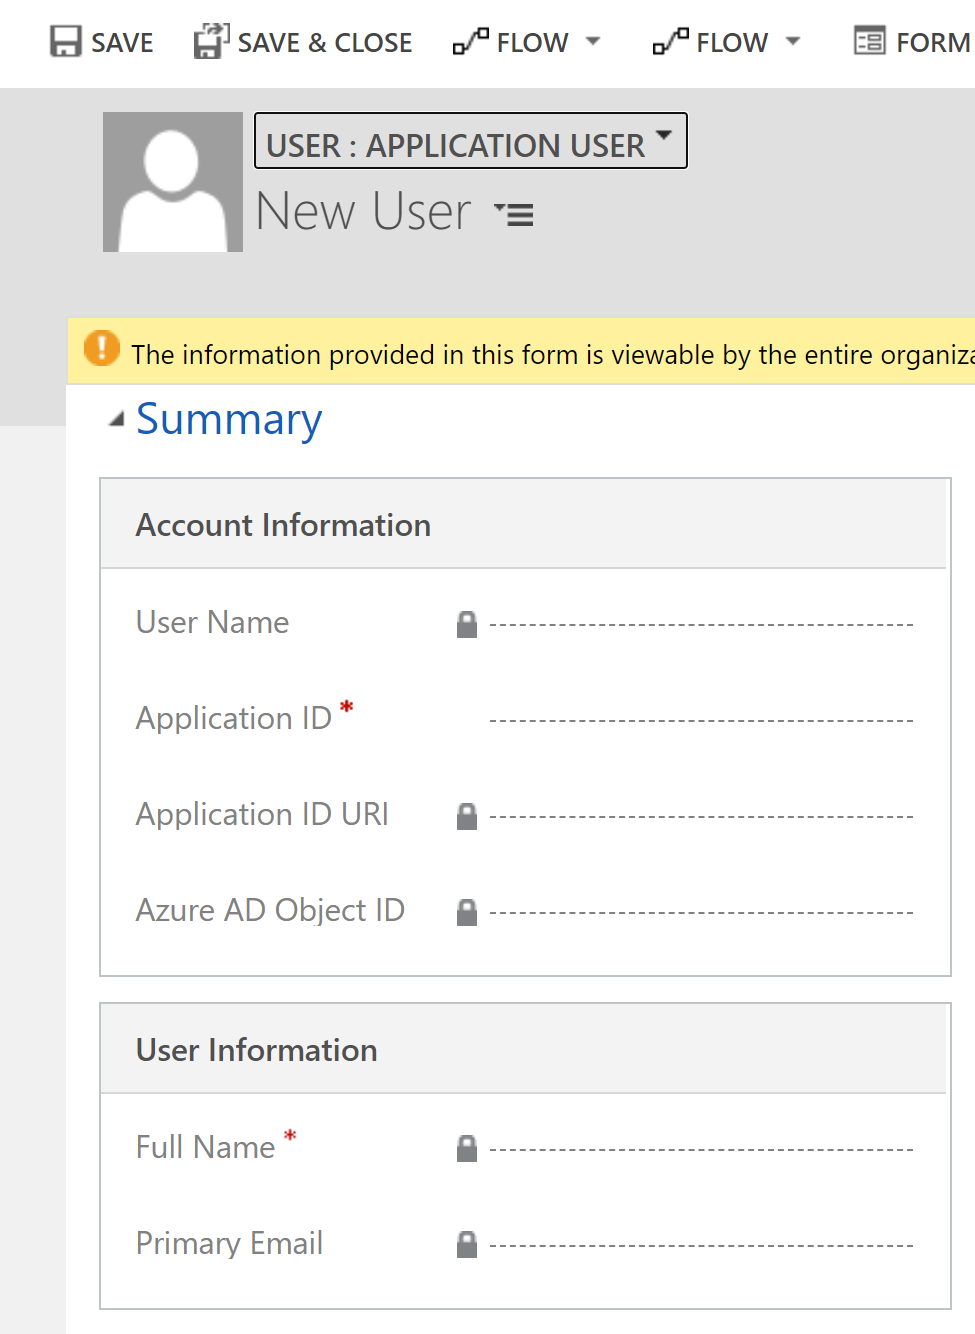 SAVE SAVE & CLOSE FLOW FLOW FORM
USER : APPLICATION USER
New User
The information provided in this form is viewable by the entire
Summary
Account Information
User Name
Application ID *
Application ID URI
Azure AD Object ID
User Information
Full Name *
Primary Email